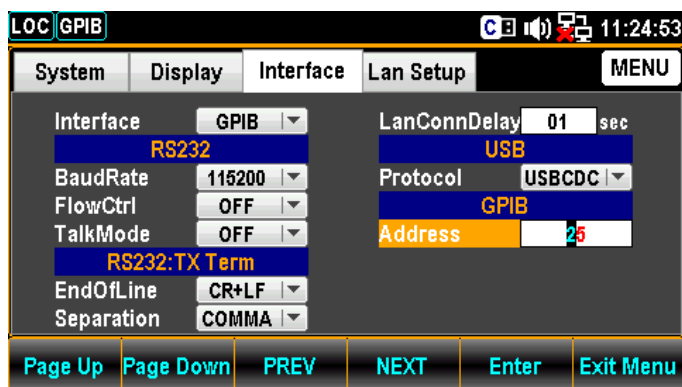 LOC GPIB C 11:24:53
System Display Interface Lan Setup MENU
Interface GPIB LanConnDelay 01 sec
RS232 USB
BaudRate 115200 Protocol USBCDC
FlowCtrl OFF GPIB
TalkMode OFF Address 25
RS232:TX Term
EndOfLine CR+LF
Separation COMMA
Page Up Page Down PREV NEXT Enter Exit Menu